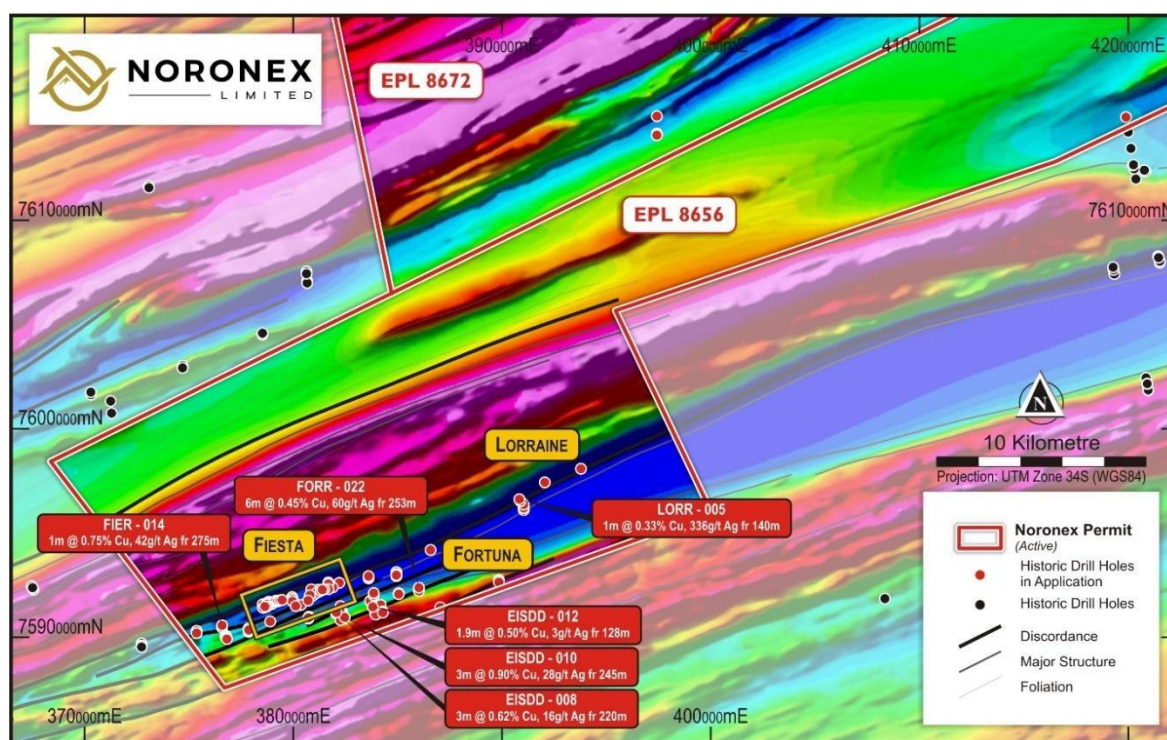 NORONEX
LIMITED
390000mE
400000mE
410000mE
420000mE
EPL 8672
EPL 8656
7610000mN
7610000mN
7600000mN
7590000mN
LORRAINE
FORR - 022
6m @ 0.45% Cu, 60g/t Ag fr 253m
FIER - 014
1m @ 0.75% Cu, 42g/t Ag fr 275m
LORR - 005
1m @ 0.33% Cu, 336g/t Ag fr 140m
FIESTA
FORTUNA
EISDD - 012
1.9m @ 0.50% Cu, 3g/t Ag fr 128m
EISDD - 010
3m @ 0.90% Cu, 28g/t Ag fr 245m
EISDD - 008
3m @ 0.62% Cu, 16g/t Ag fr 220m
370000mE
380000mE
400000mE
N
10 Kilometre
Projection: UTM Zone 34S (WGS84)
Noronex Permit
(Active)
Historic Drill Holes
in Application
Historic Drill Holes
Discordance
Major Structure
Foliation